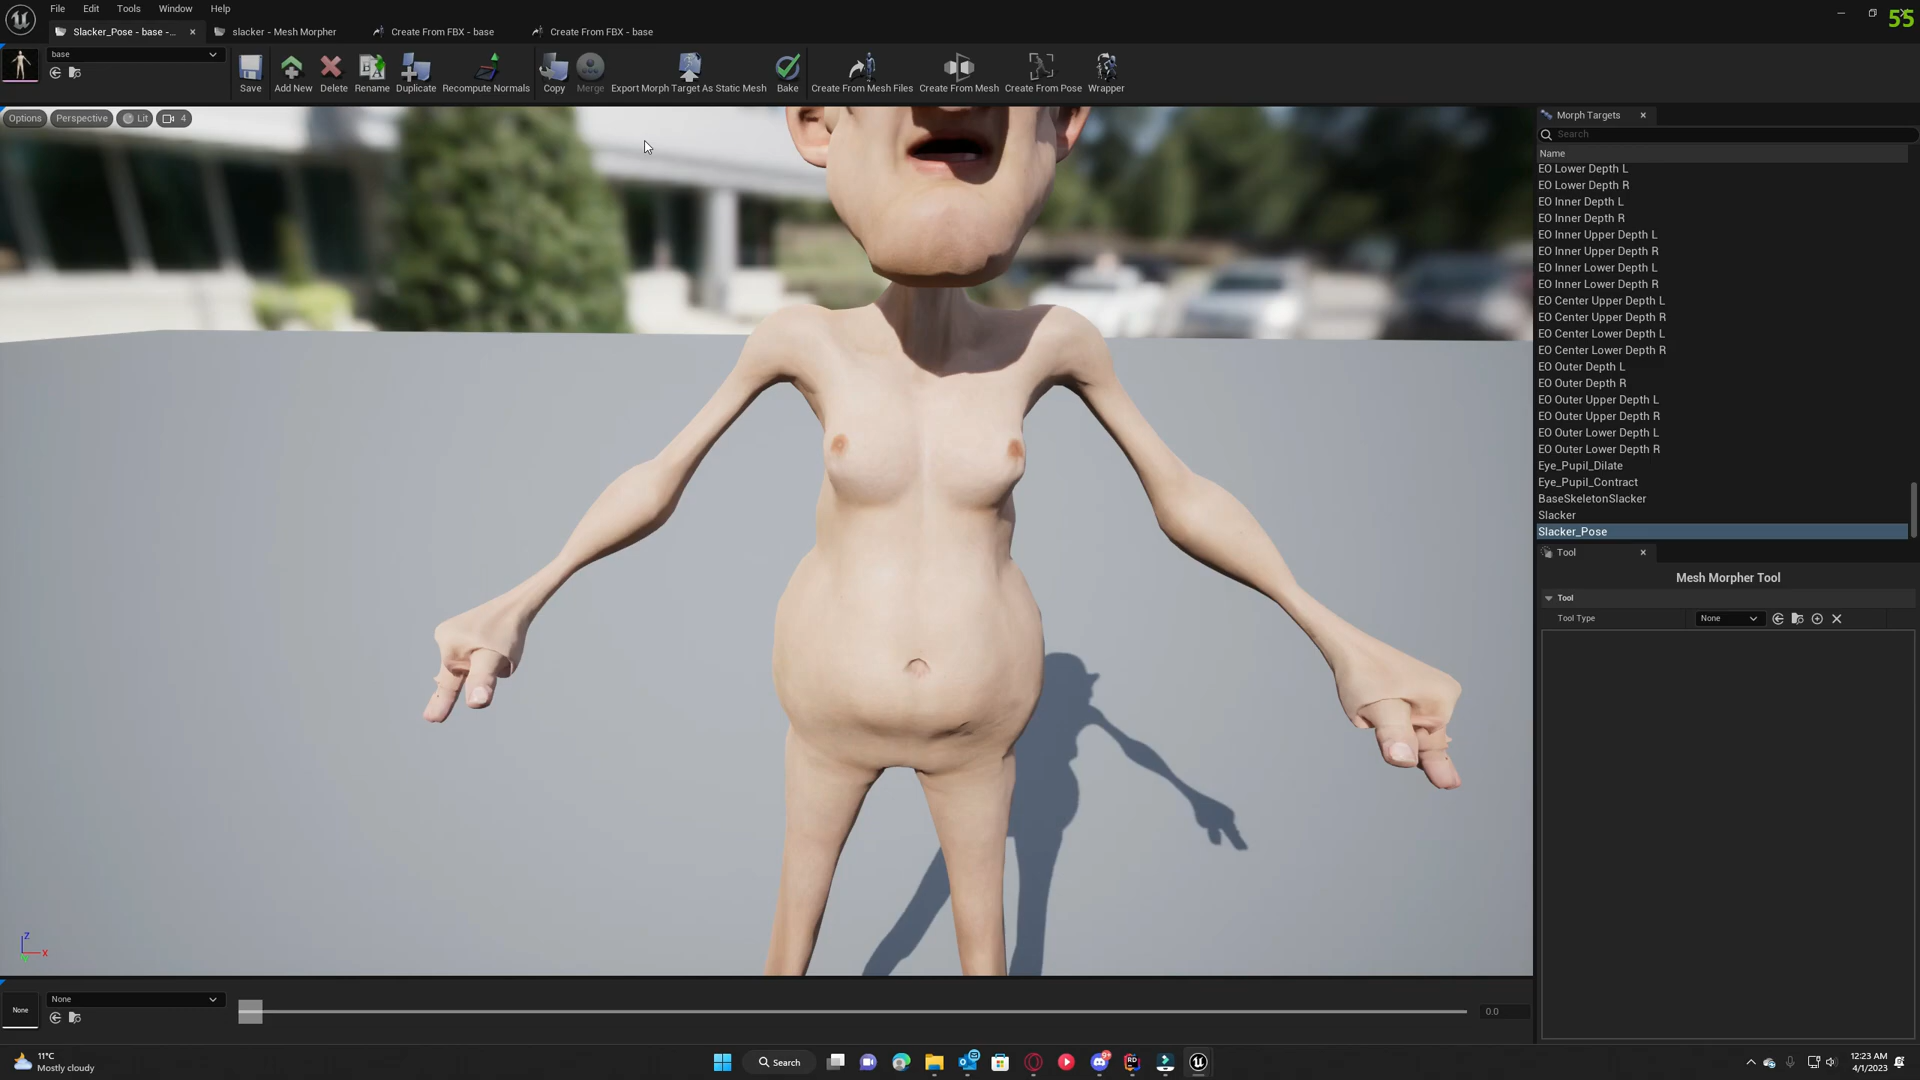 File Edit Tools Window Help
55
Slacker_Pose - base -... slacker - Mesh Morpher Create From FBX - base Create From FBX - base
base
Save Add New Delete Rename Duplicate Recompute Normals Copy Merge Export Morph Target As Static Mesh Bake Create From Mesh Files Create From Mesh Create From Pose Wrapper
Options Perspective Lit 4
Morph Targets
Search
Name
EO Lower Depth L
EO Lower Depth R
EO Inner Depth L
EO Inner Depth R
EO Inner Upper Depth L
EO Inner Upper Depth R
EO Inner Lower Depth L
EO Inner Lower Depth R
EO Center Upper Depth L
EO Center Upper Depth R
EO Center Lower Depth L
EO Center Lower Depth R
EO Outer Depth L
EO Outer Depth R
EO Outer Upper Depth L
EO Outer Upper Depth R
EO Outer Lower Depth L
EO Outer Lower Depth R
Eye_Pupil_Dilate
Eye_Pupil_Contract
BaseSkeletonSlacker
Slacker
Slacker_Pose
Tool
Mesh Morpher Tool
Tool
Tool Type None
Z
X
None
None
0.0
11°C
Mostly cloudy
Search
RD
12:23 AM
4/1/2023